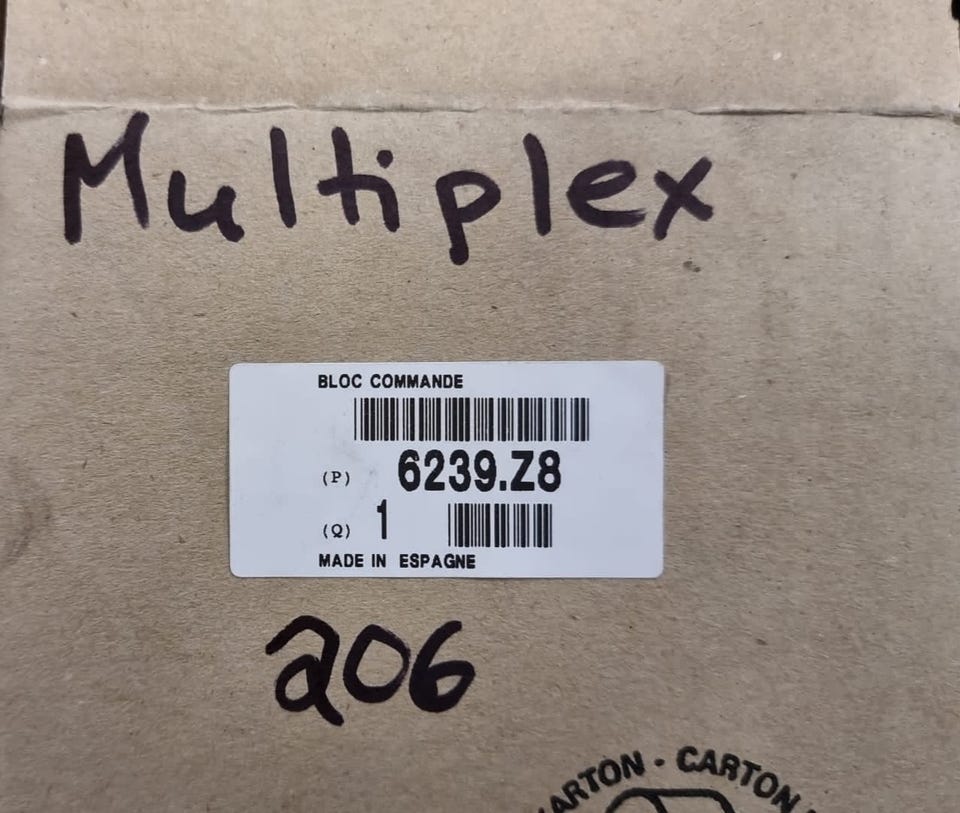 Multiplex
BLOC COMMANDE
(P) 6239.Z8
(Q) 1
MADE IN ESPAGNE
206
CARTON - CARTON